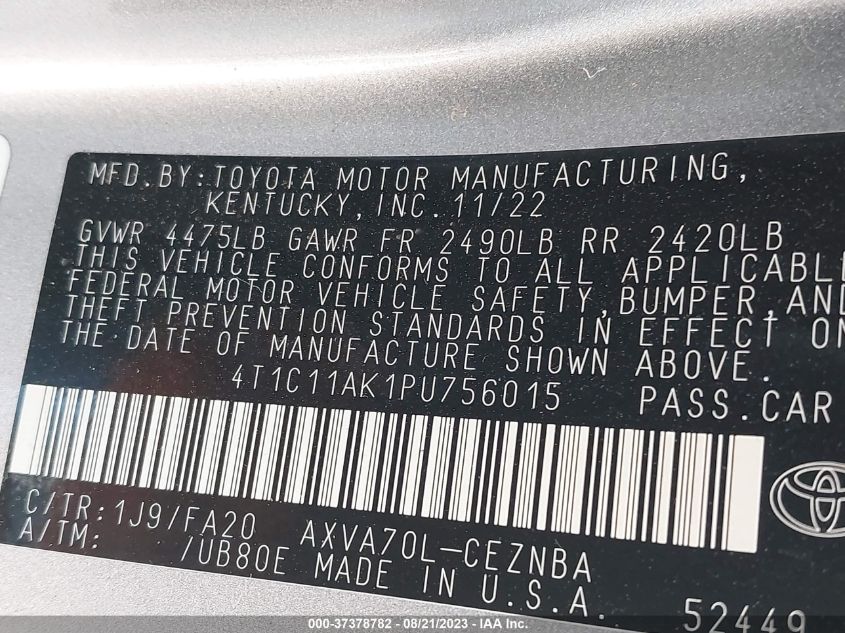 MFD.BY:TOYOTA MOTOR MANUFACTURING,
KENTUCKY,INC.11/22
GVWR 4475LB GAWR FR 2490LB RR 2420LB
THIS VEHICLE CONFORMS TO ALL APPLICABLE
FEDERAL MOTOR VEHICLE SAFETY,BUMPER,AND
THEFT PREVENTION STANDARDS IN EFFECT ON
THE DATE OF MANUFACTURE SHOWN ABOVE.
4T1C11AK1PU756015 PASS.CAR
C/TR:1J9/FA20 AXVA70L-CEZNBA
A/TM: /UB80E MADE IN U.S.A.
52449
000-37378782 - 08/21/2023 - IAA Inc.